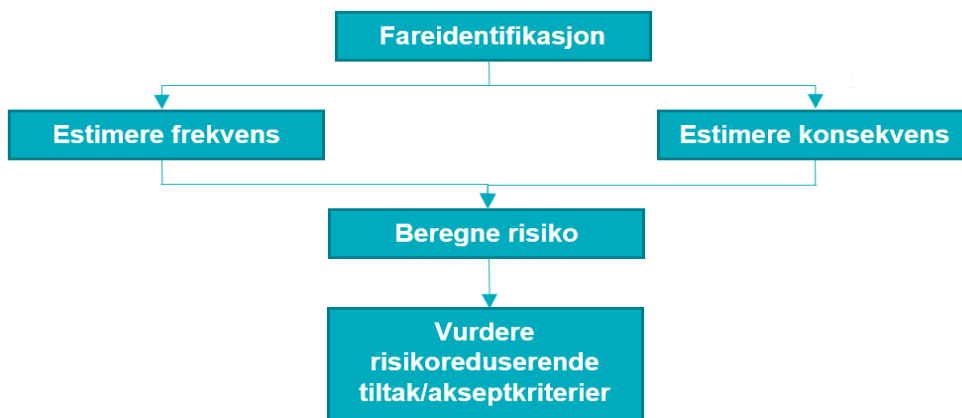 Fareidentifikasjon
Estimere frekvens
Estimere konsekvens
Beregne risiko
Vurdere
risikoreduserende
tiltak/akseptkriterier